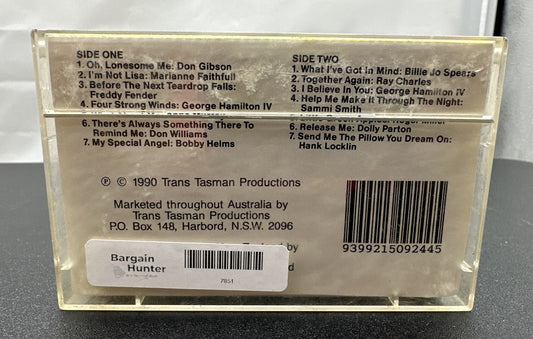 SIDE ONE
1. Oh, Lonesome Me: Don Gibson
2. I'm Not Lisa: Marianne Faithfull
3. Before The Next Teardrop Falls:
Freddy Fender
4. Four Strong Winds: George Hamilton IV
6. There's Always Something There To
Remind Me: Don Williams
7. My Special Angel: Bobby Helms
SIDE TWO
1. What I've Got In Mind: Billie Jo Spears
2. Together Again: Ray Charles
3. I Believe In You: George Hamilton IV
4. Help Me Make It Through The Night:
Sammi Smith
6. Release Me: Dolly Parton
7. Send Me The Pillow You Dream On:
Hank Locklin
Ⓟ © 1990 Trans Tasman Productions
Marketed throughout Australia by
Trans Tasman Productions
P.O. Box 148, Harbord, N.S.W. 2096
by
9399215092445
Bargain
Hunter
7851